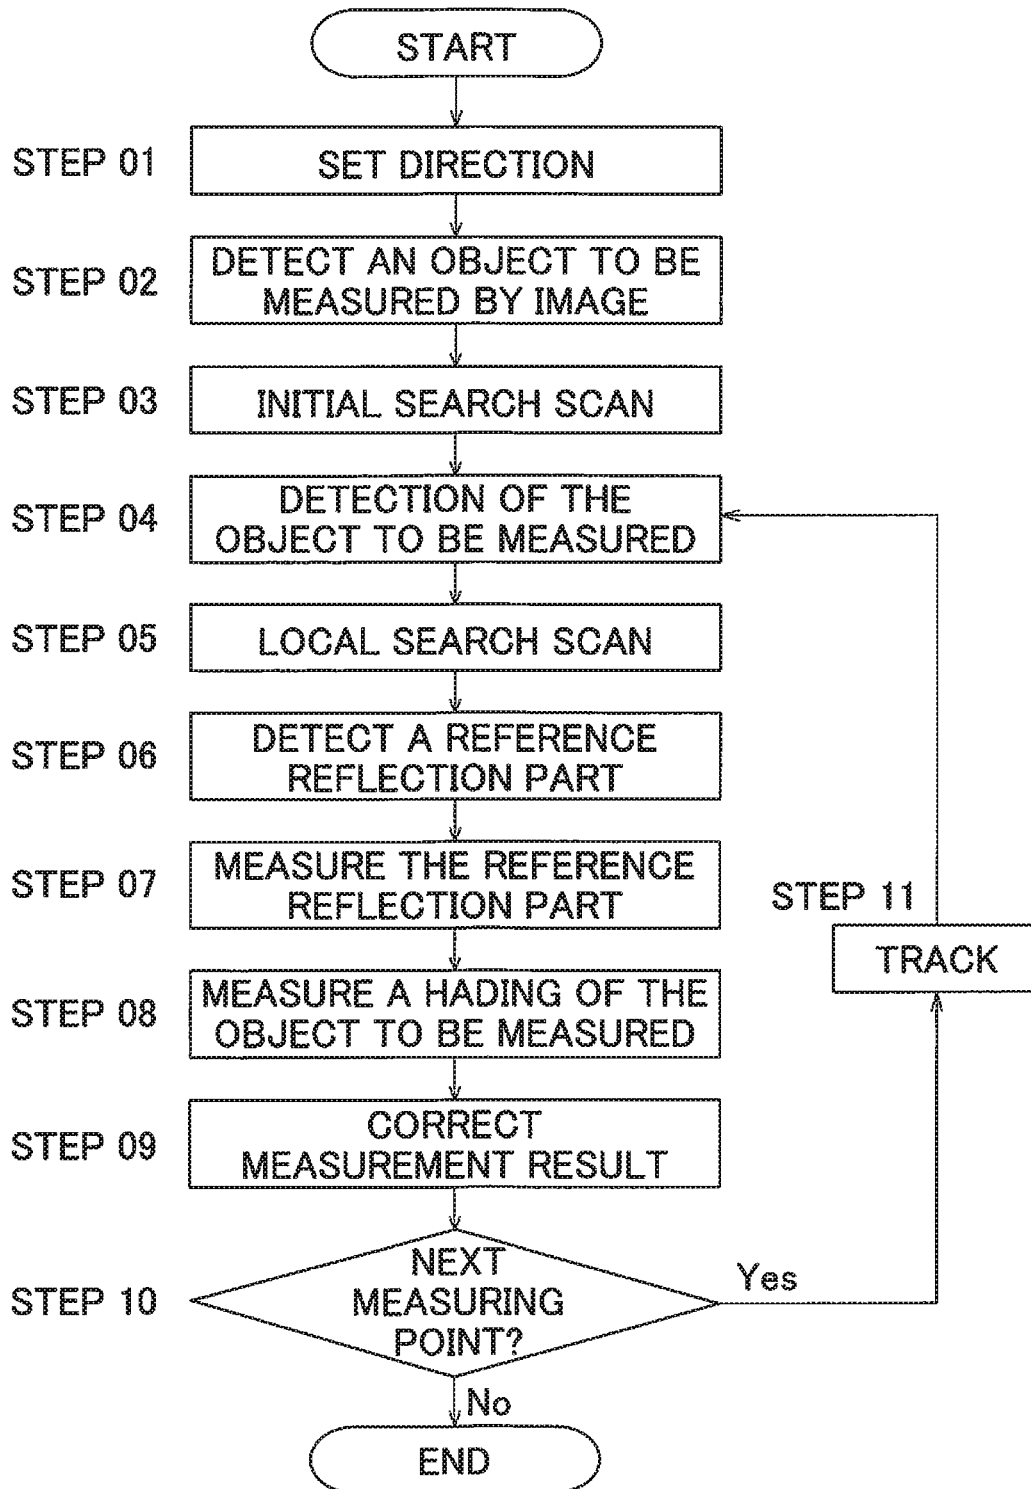 START
STEP 01
SET DIRECTION
STEP 02
DETECT AN OBJECT TO BE
MEASURED BY IMAGE
STEP 03
INITIAL SEARCH SCAN
STEP 04
DETECTION OF THE
OBJECT TO BE MEASURED
STEP 05
LOCAL SEARCH SCAN
STEP 06
DETECT A REFERENCE
REFLECTION PART
STEP 07
MEASURE THE REFERENCE
REFLECTION PART
STEP 11
TRACK
STEP 08
MEASURE A HADING OF THE
OBJECT TO BE MEASURED
STEP 09
CORRECT
MEASUREMENT RESULT
STEP 10
NEXT
MEASURING
POINT?
Yes
No
END